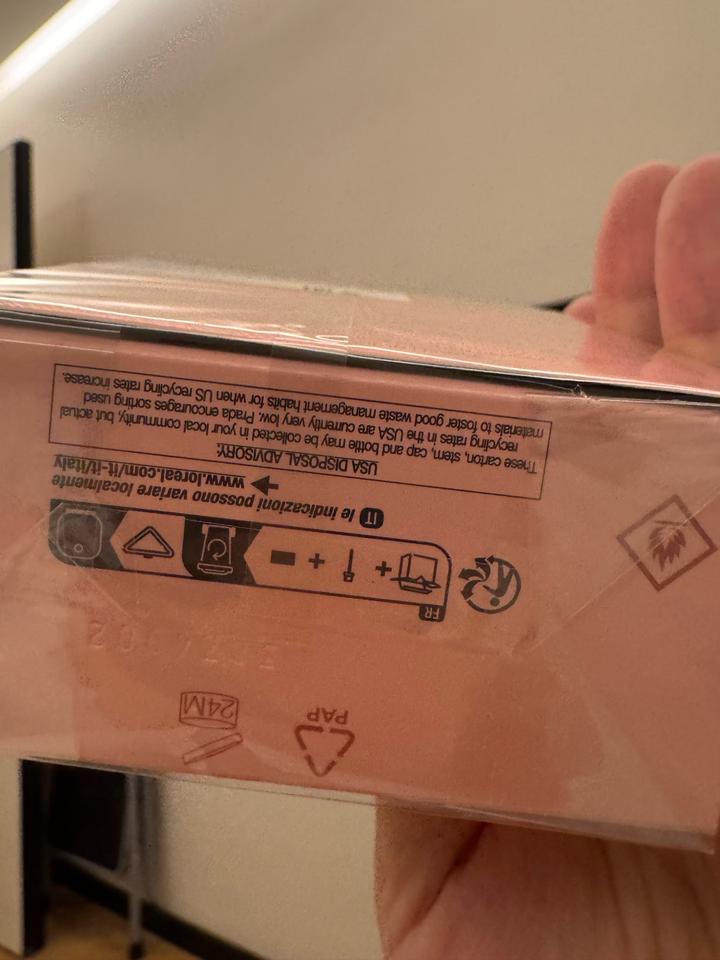 PAP
24M
FR
IT le indicazioni possono variare localmente
www.loreal.com/it-it/italy
USA DISPOSAL ADVISORY:
These carton, stem, cap and bottle may be collected in your local community, but actual
recycling rates in the USA are currently very low. Prada encourages sorting used
materials to foster good waste management habits for when US recycling rates increase.